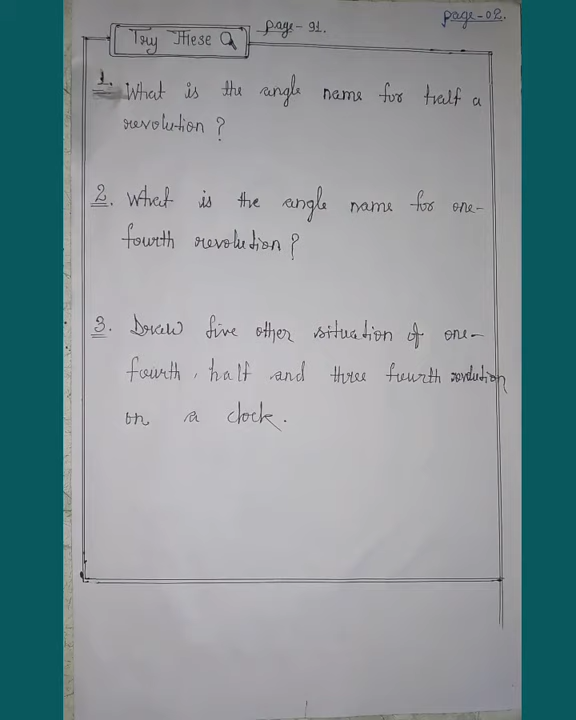 page-02.
Try These page-91.
1. What is the angle name for half a
revolution?
2. What is the angle name for one-
fourth revolution?
3. Draw five other situation of one-
fourth, half and three fourth revolution
on a clock.